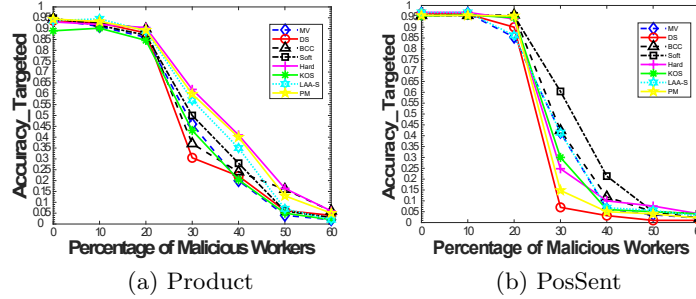 1
0.95
0.9
0.85
0.8
0.75
0.7
0.65
0.6
0.55
0.5
0.45
0.4
0.35
0.3
0.25
0.2
0.15
0.1
0.05
0
Accuracy_Targeted
MV
DS
BCC
Soft
Hard
KOS
LAA-S
PM
0 10 20 30 40 50 60
Percentage of Malicious Workers
(a) Product
1
0.95
0.9
0.85
0.8
0.75
0.7
0.65
0.6
0.55
0.5
0.45
0.4
0.35
0.3
0.25
0.2
0.15
0.1
0.05
0
Accuracy_Targeted
MV
DS
BCC
Soft
Hard
KOS
LAA-S
PM
0 10 20 30 40 50 60
Percentage of Malicious Workers
(b) PosSent